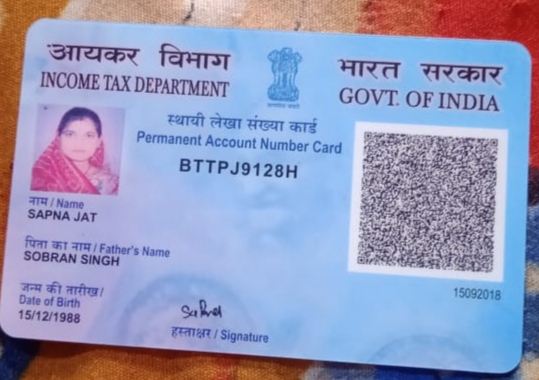 आयकर विभाग
INCOME TAX DEPARTMENT
भारत सरकार
GOVT. OF INDIA
स्थायी लेखा संख्या कार्ड
Permanent Account Number Card
BTTPJ9128H
नाम / Name
SAPNA JAT
पिता का नाम / Father's Name
SOBRAN SINGH
जन्म की तारीख /
Date of Birth
15/12/1988
हस्ताक्षर / Signature
15092018